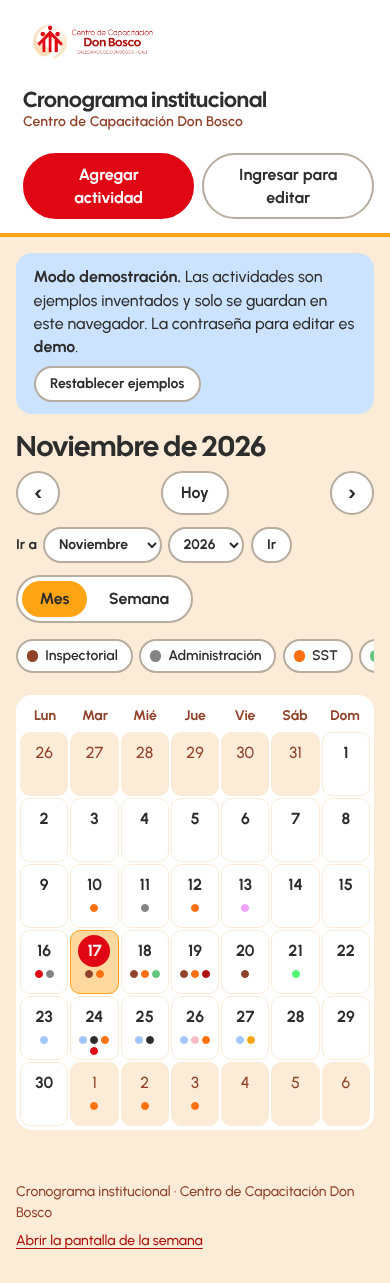 Centro de Capacitación
Don Bosco
Cronograma institucional
Centro de Capacitación Don Bosco
Agregar
actividad
Ingresar para
editar
Modo demostración. Las actividades son
ejemplos inventados y solo se guardan en
este navegador. La contraseña para editar es
demo.
Restablecer ejemplos
Noviembre de 2026
‹ Hoy ›
Ir a Noviembre 2026 Ir
Mes Semana
Inspectorial Administración SST
Lun Mar Mié Jue Vie Sáb Dom
26 27 28 29 30 31 1
2 3 4 5 6 7 8
9 10 11 12 13 14 15
16 17 18 19 20 21 22
23 24 25 26 27 28 29
30 1 2 3 4 5 6
Cronograma institucional · Centro de Capacitación Don
Bosco
Abrir la pantalla de la semana